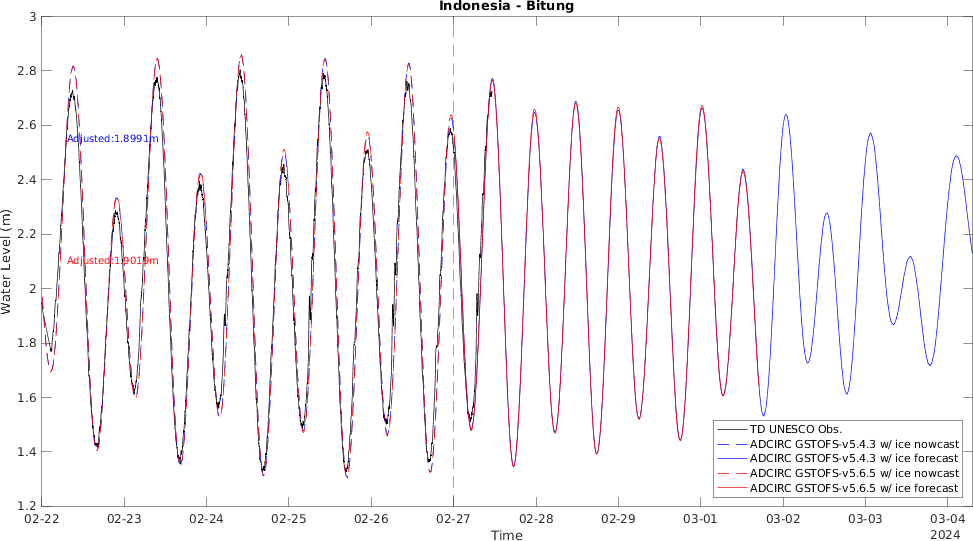 Indonesia - Bitung
Water Level (m)
3
2.8
2.6
2.4
2.2
2
1.8
1.6
1.4
1.2
Adjusted:1.8991m
Adjusted:1.9019m
TD UNESCO Obs.
ADCIRC GSTOFS-v5.4.3 w/ ice nowcast
ADCIRC GSTOFS-v5.4.3 w/ ice forecast
ADCIRC GSTOFS-v5.6.5 w/ ice nowcast
ADCIRC GSTOFS-v5.6.5 w/ ice forecast
02-22 02-23 02-24 02-25 02-26 02-27 02-28 02-29 03-01 03-02 03-03 03-04
Time
2024